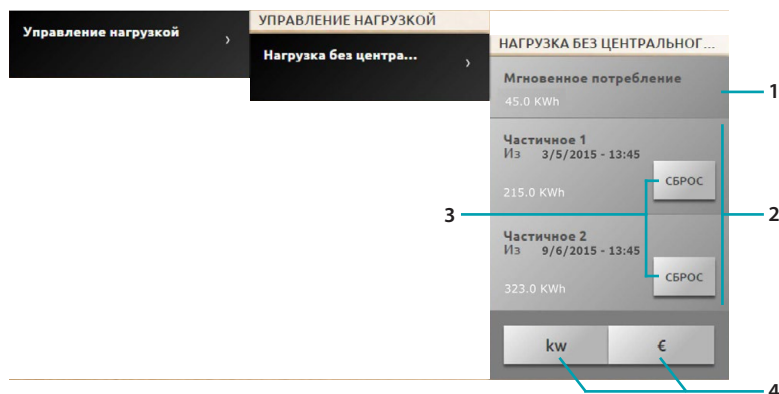 Управление нагрузкой
УПРАВЛЕНИЕ НАГРУЗКОЙ
Нагрузка без центра...
НАГРУЗКА БЕЗ ЦЕНТРАЛЬНОГ...
Мгновенное потребление
45.0 KWh
1
Частичное 1
Из 3/5/2015 - 13:45
СБРОС
215.0 KWh
3
2
Частичное 2
Из 9/6/2015 - 13:45
СБРОС
323.0 KWh
kw
€
4